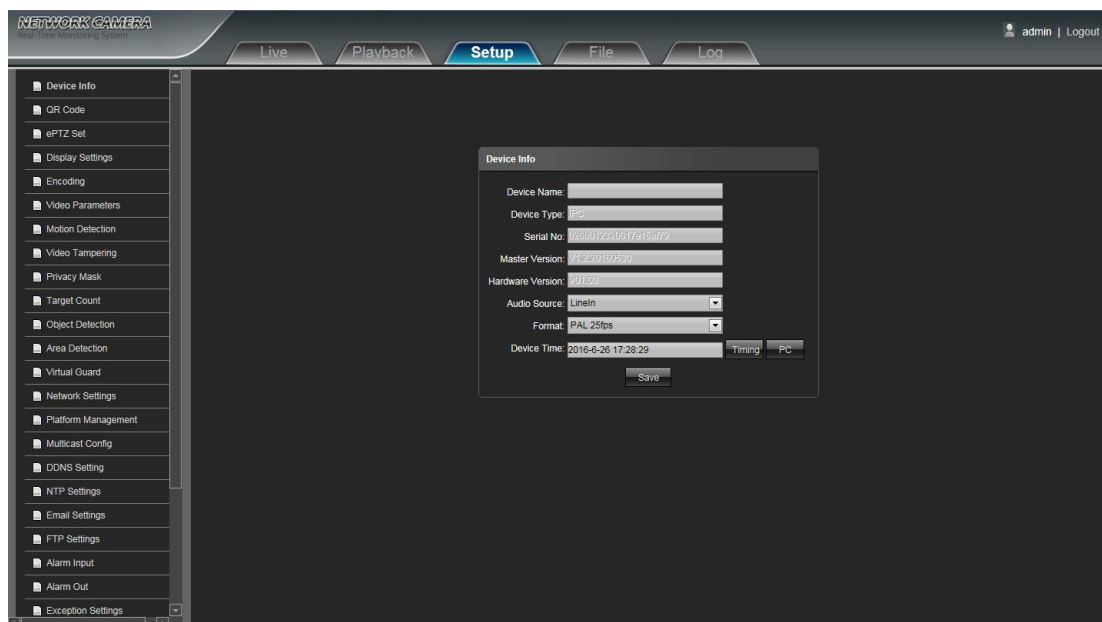 NETWORK CAMERA
Real-Time Monitoring System
admin | Logout
Live
Playback
Setup
File
Log
Device Info
QR Code
ePTZ Set
Display Settings
Encoding
Video Parameters
Motion Detection
Video Tampering
Privacy Mask
Target Count
Object Detection
Area Detection
Virtual Guard
Network Settings
Platform Management
Multicast Config
DDNS Setting
NTP Settings
Email Settings
FTP Settings
Alarm Input
Alarm Out
Exception Settings
Device Info
Device Name:
Device Type: IPC
Serial No:
Master Version:
Hardware Version:
Audio Source: LineIn
Format: PAL 25fps
Device Time: 2016-6-26 17:28:29 Timing PC
Save